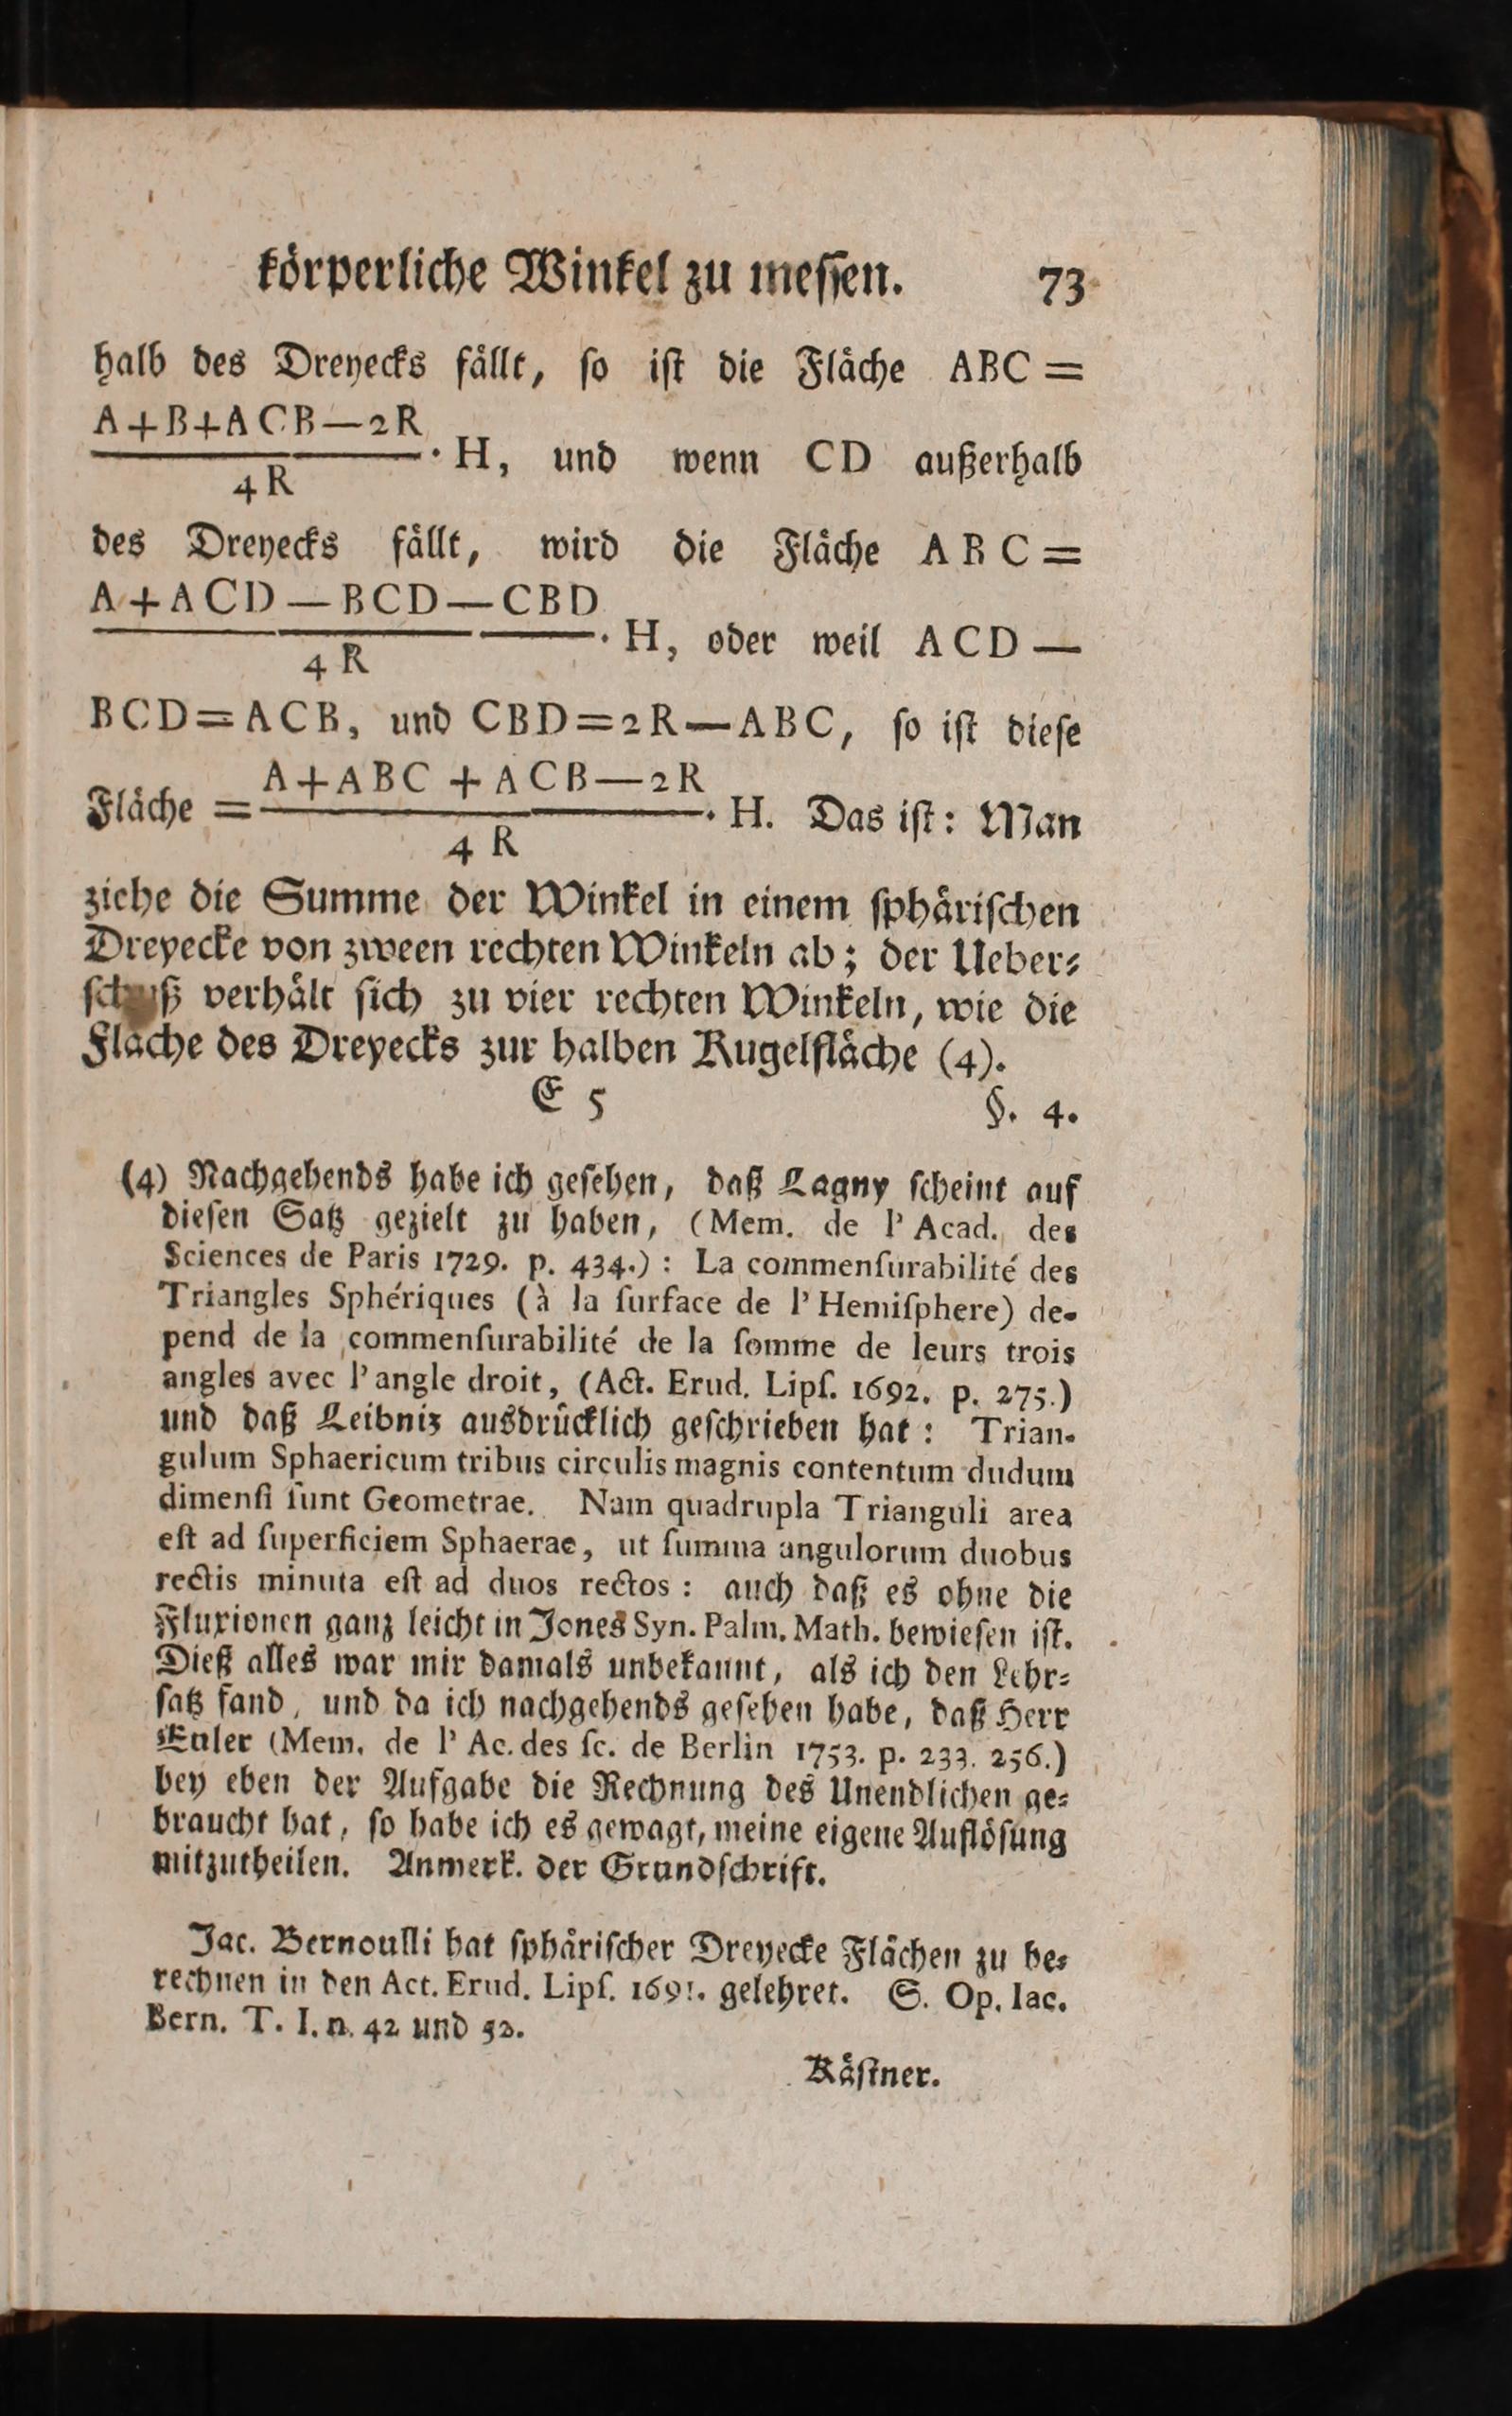 körperliche Winkel zu meſſen. 73
halb des Dreyecks fällt, ſo iſt die Fläche ABC =
A+B+ACB—2R
· H, und wenn CD außerhalb
4R
des Dreyecks fällt, wird die Fläche ABC =
A+ACD—BCD—CBD
· H, oder weil ACD —
4R
BCD=ACB, und CBD=2R—ABC, ſo iſt dieſe
A+ABC+ACB—2R
Fläche = · H. Das iſt: Man
4R
ziehe die Summe der Winkel in einem ſphäriſchen
Dreyecke von zween rechten Winkeln ab; der Ueber⸗
ſchuß verhält ſich zu vier rechten Winkeln, wie die
Fläche des Dreyecks zur halben Kugelfläche (4).
E 5 §. 4.
(4) Nachgehends habe ich geſehen, daß Lagny ſcheint auf
dieſen Satz gezielt zu haben, (Mem. de l' Acad. des
Sciences de Paris 1729. p. 434.): La commenſurabilité des
Triangles Sphériques (à la ſurface de l' Hemiſphere) de-
pend de la commenſurabilité de la ſomme de leurs trois
angles avec l'angle droit, (Act. Erud. Lipſ. 1692. p. 275.)
und daß Leibniz ausdrücklich geſchrieben hat: Trian-
gulum Sphaericum tribus circulis magnis contentum dudum
dimenſi ſunt Geometrae. Nam quadrupla Trianguli area
eſt ad ſuperficiem Sphaerae, ut ſumma angulorum duobus
rectis minuta eſt ad duos rectos: auch daß es ohne die
Fluxionen ganz leicht in Jones Syn. Palm. Math. bewieſen iſt.
Dieß alles war mir damals unbekannt, als ich den Lehr⸗
ſatz fand, und da ich nachgehends geſehen habe, daß Herr
Euler (Mem. de l' Ac. des ſc. de Berlin 1753. p. 233. 256.)
bey eben der Aufgabe die Rechnung des Unendlichen ge⸗
braucht hat, ſo habe ich es gewagt, meine eigene Auflöſung
mitzutheilen. Anmerk. der Grundſchrift.
Jac. Bernoulli hat ſphäriſcher Dreyecke Flächen zu be⸗
rechnen in den Act. Erud. Lipſ. 1691. gelehret. S. Op. Iac.
Bern. T. I. n. 42 und 52.
Käſtner.